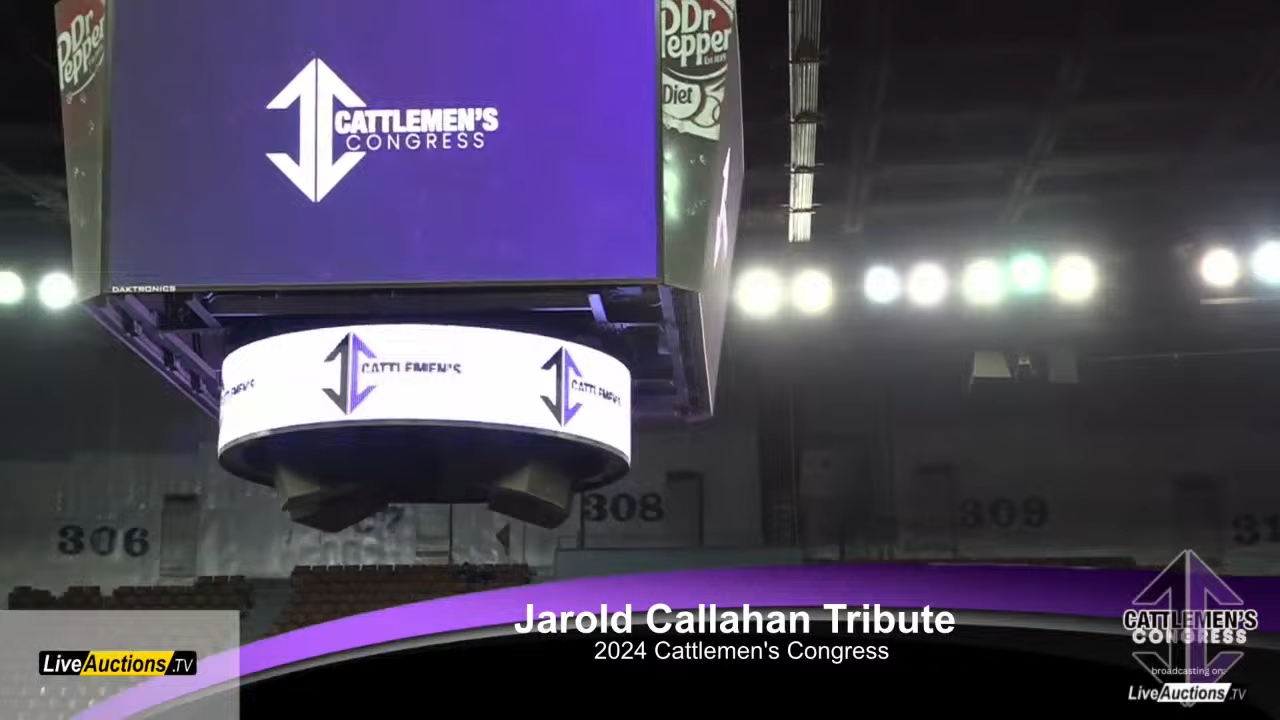 Dr
Pepper
Dr
Pepper
Diet
CATTLEMEN'S
CONGRESS
DAKTRONICS
CATTLEMEN'S
CATTLEMEN'S
306
308
309
Jarold Callahan Tribute
2024 Cattlemen's Congress
LiveAuctions.TV
CATTLEMEN'S
CONGRESS
broadcasting on:
LiveAuctions.TV